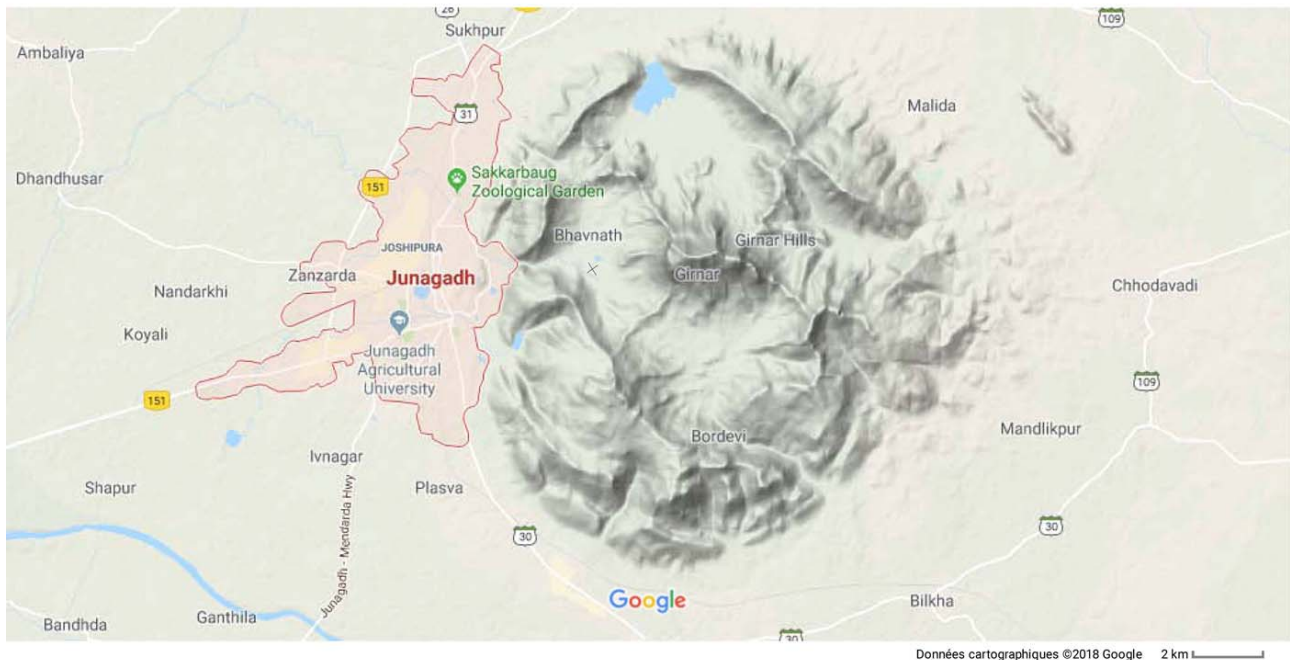 26
Sukhpur
109
Ambaliya
Malida
31
Dhandhusar
151
Sakkarbaug
Zoological Garden
Bhavnath
Girnar Hills
JOSHIPURA
Zanzarda
Junagadh
Girnar
Nandarkhi
Chhodavadi
Koyali
Junagadh
Agricultural
University
109
151
Bordevi
Mandlikpur
Ivnagar
Shapur
Plasva
Junagadh - Mendarda Hwy
30
30
Google
Bilkha
Ganthila
Bandhda
30
Données cartographiques ©2018 Google 2 km